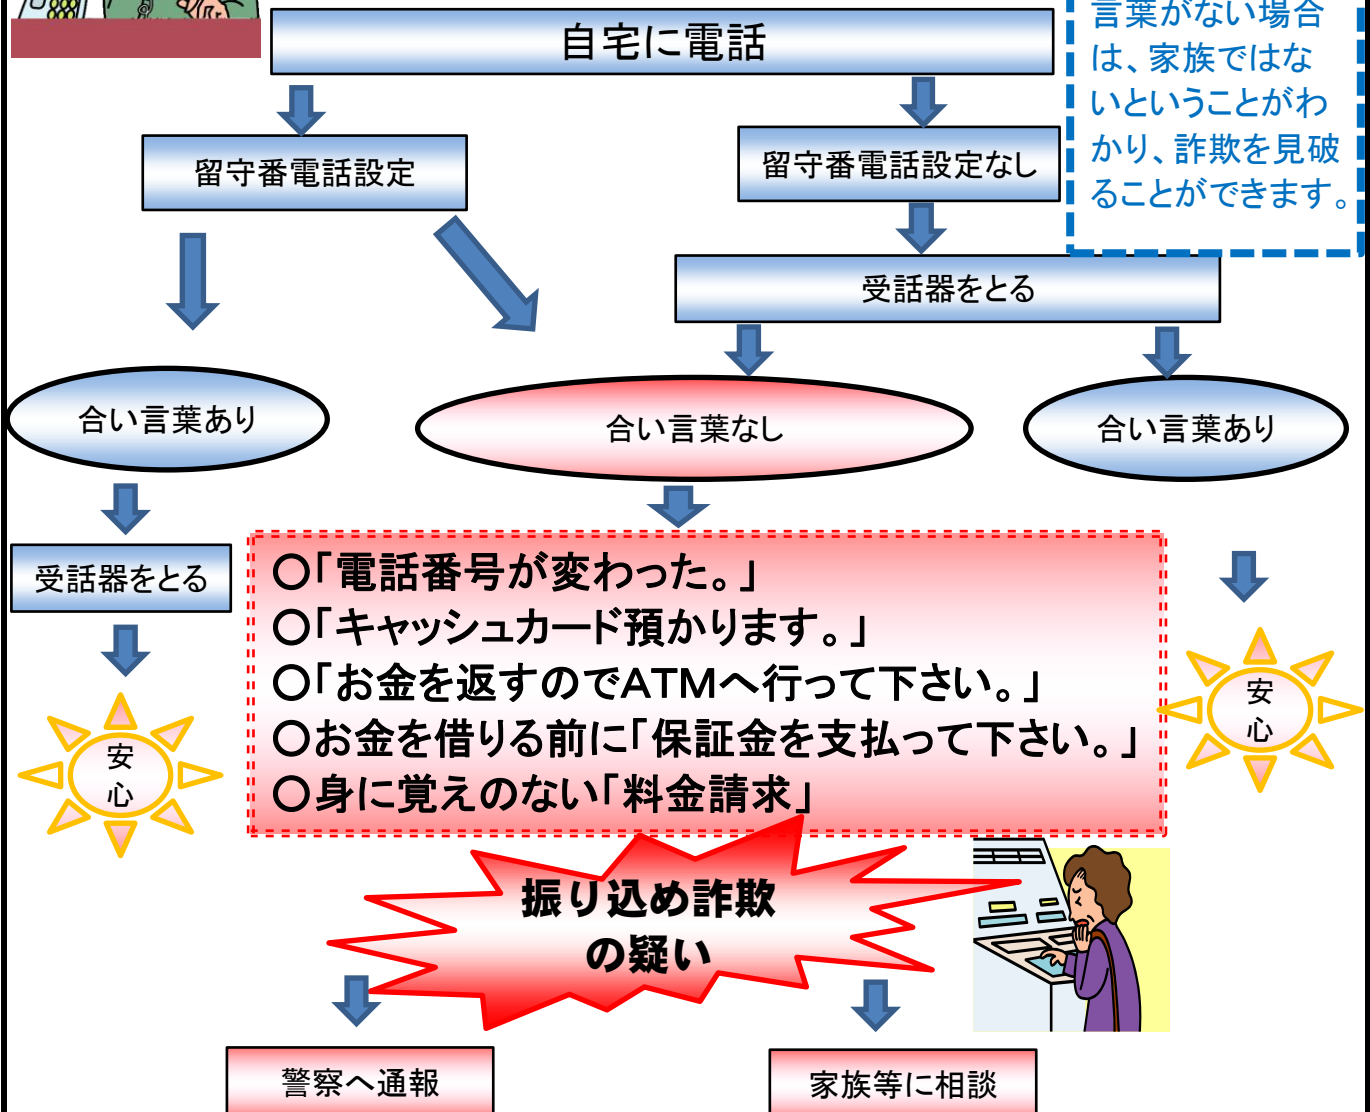 自宅に電話
言葉がない場合
は、家族ではな
いということがわ
かり、詐欺を見破
ることができます。
留守番電話設定
留守番電話設定なし
受話器をとる
合い言葉あり
合い言葉なし
合い言葉あり
受話器をとる
○「電話番号が変わった。」
○「キャッシュカード預かります。」
○「お金を返すのでATMへ行って下さい。」
○お金を借りる前に「保証金を支払って下さい。」
○身に覚えのない「料金請求」
安
心
安
心
振り込め詐欺
の疑い
警察へ通報
家族等に相談